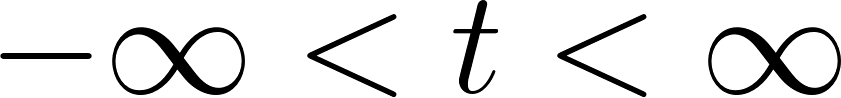 −∞ < t < ∞